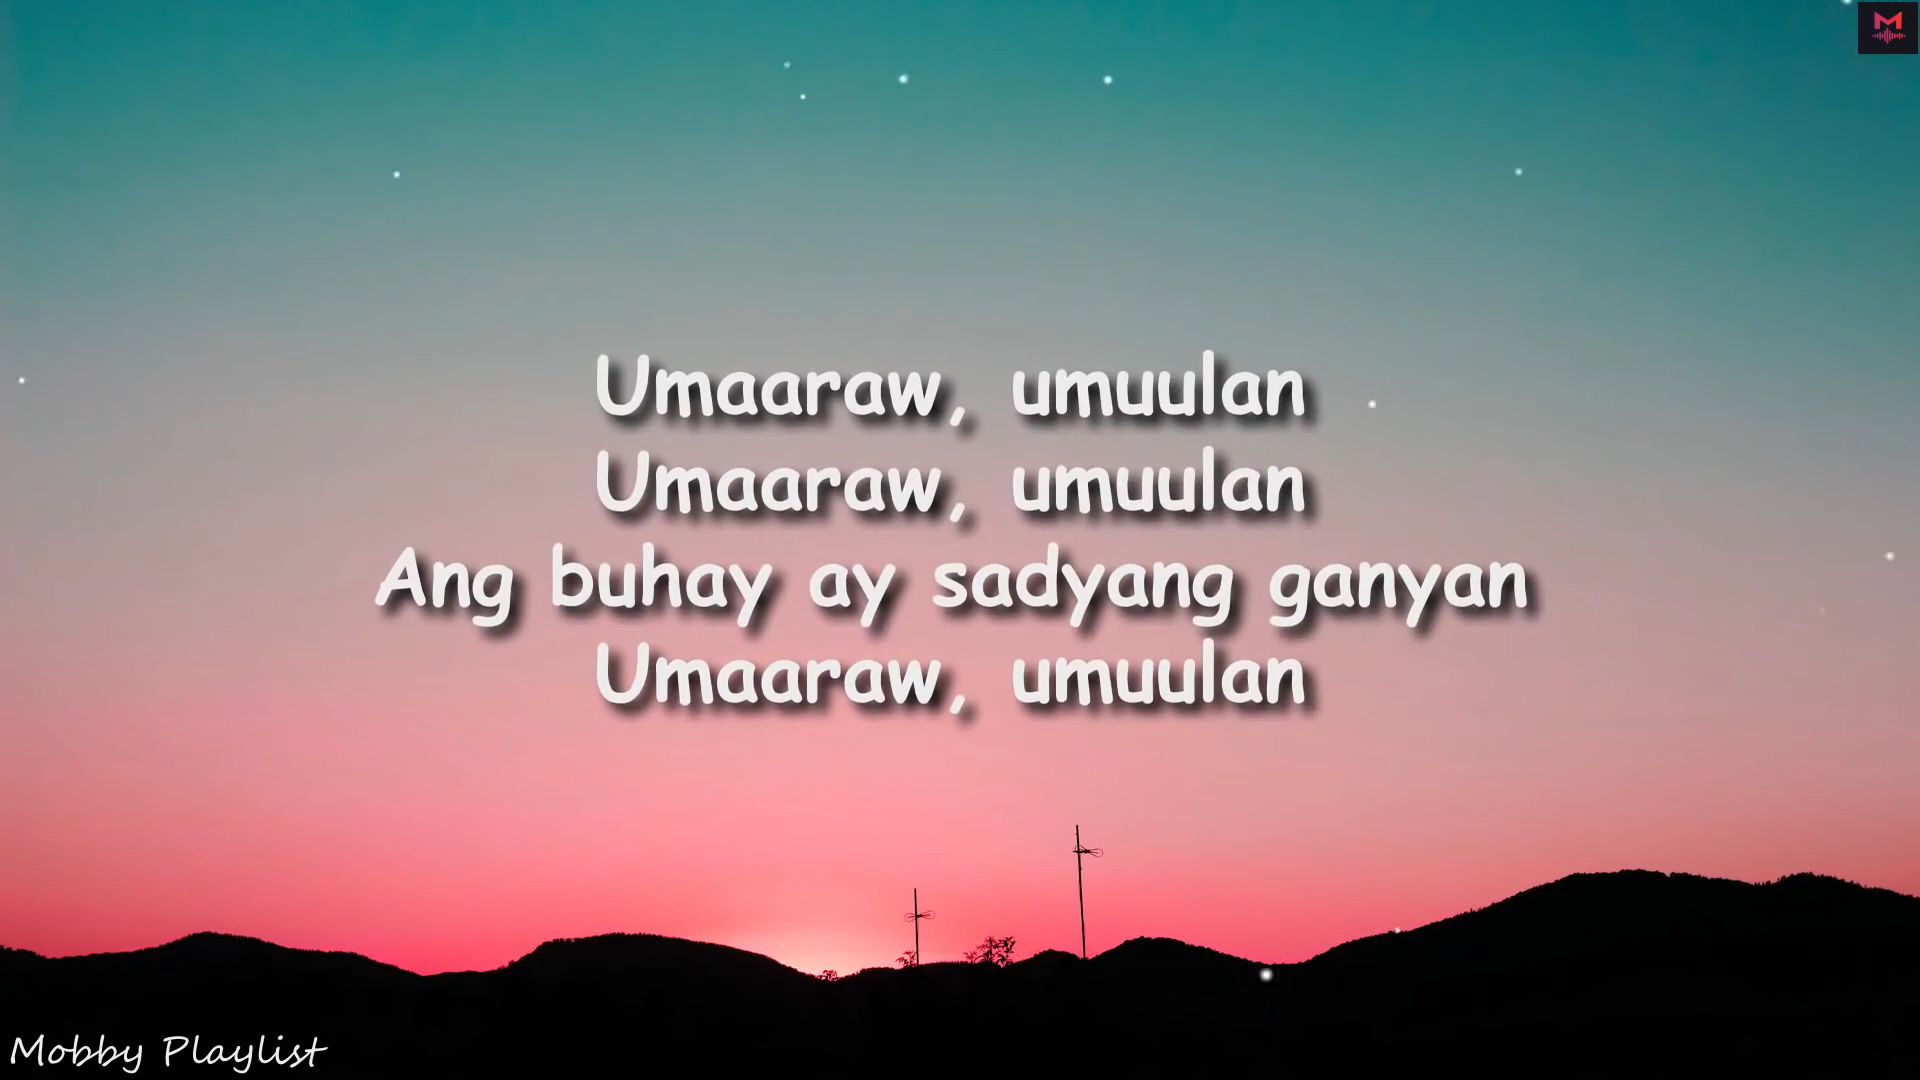 M
Umaaraw, umuulan
Umaaraw, umuulan
Ang buhay ay sadyang ganyan
Umaaraw, umuulan
Mobby Playlist